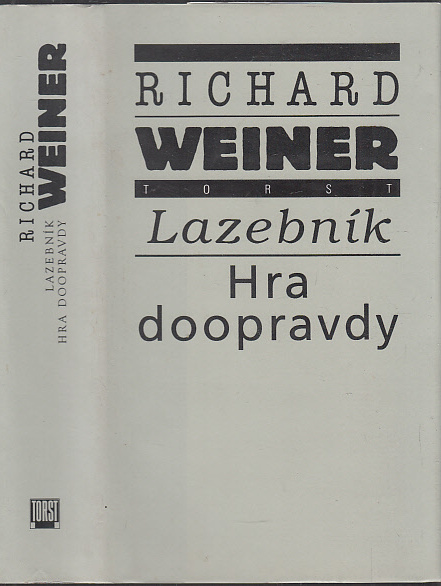 RICHARD
WEINER
LAZEBNÍK
HRA DOOPRAVDY
TORST
RICHARD
WEINER
TORST
Lazebník
Hra
doopravdy